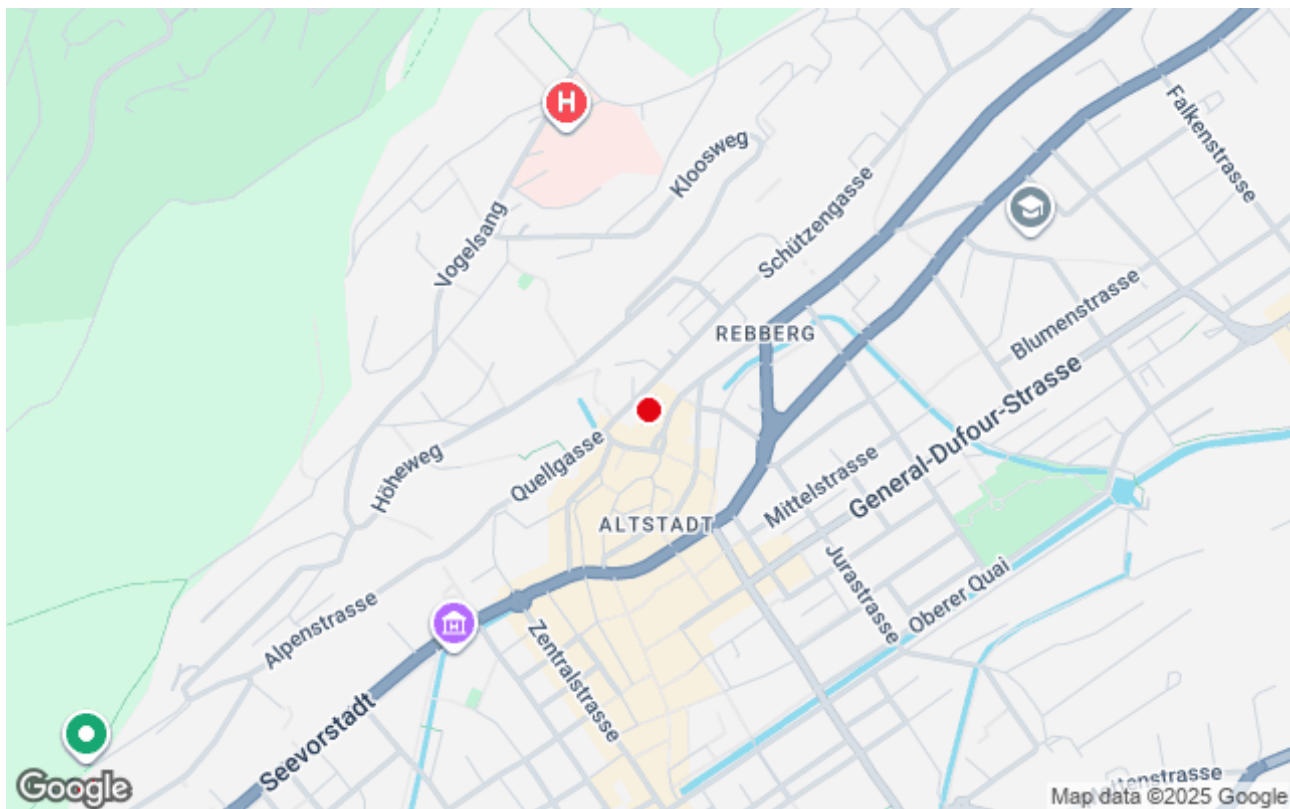 H
Falkenstrasse
Kloosweg
Schützengasse
Vogelsang
Blumenstrasse
REBBERG
General-Dufour-Strasse
Höheweg
Quellgasse
Mittelstrasse
ALTSTADT
Jurastrasse
Oberer Quai
Alpenstrasse
Zentralstrasse
Seevorstadt
Google
Map data ©2025 Google